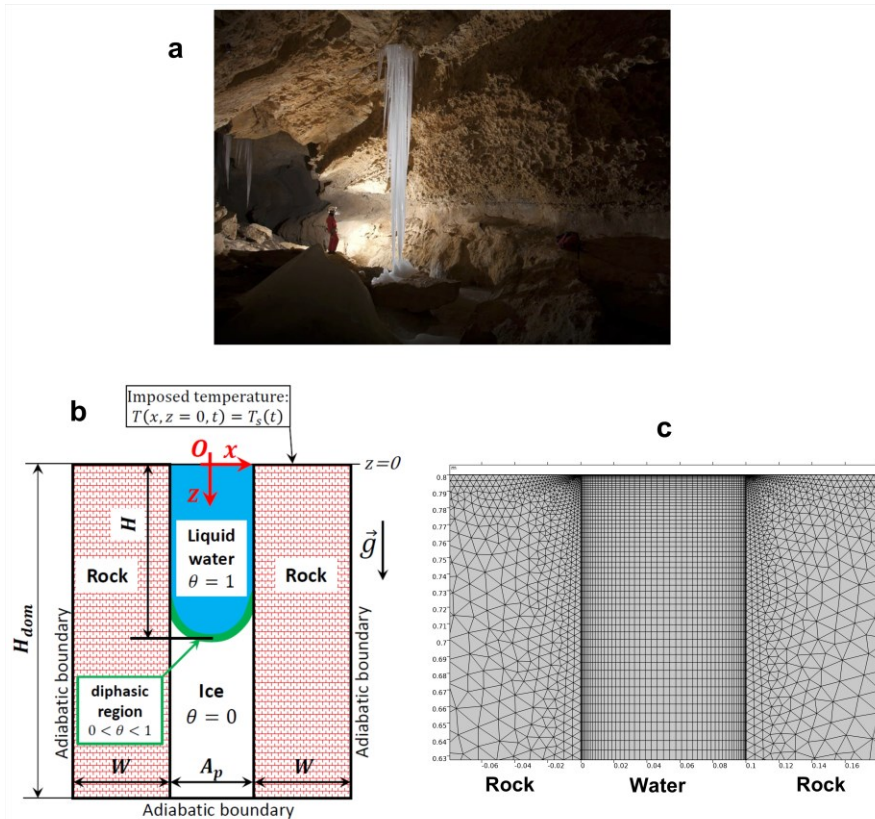 a
b
Imposed temperature:
T(x, z = 0, t) = T_s(t)
O
x
z=0
z
H
Liquid
water
θ = 1
g⃗
Rock
Rock
H_dom
Adiabatic boundary
Adiabatic boundary
diphasic
region
0 < θ < 1
Ice
θ = 0
W
A_p
W
Adiabatic boundary
c
m
0.8
0.79
0.78
0.77
0.76
0.75
0.74
0.73
0.72
0.71
0.7
0.69
0.68
0.67
0.66
0.65
0.64
0.63
-0.06 -0.04 -0.02 0 0.02 0.04 0.06 0.08 0.1 0.12 0.14 0.16
Rock Water Rock